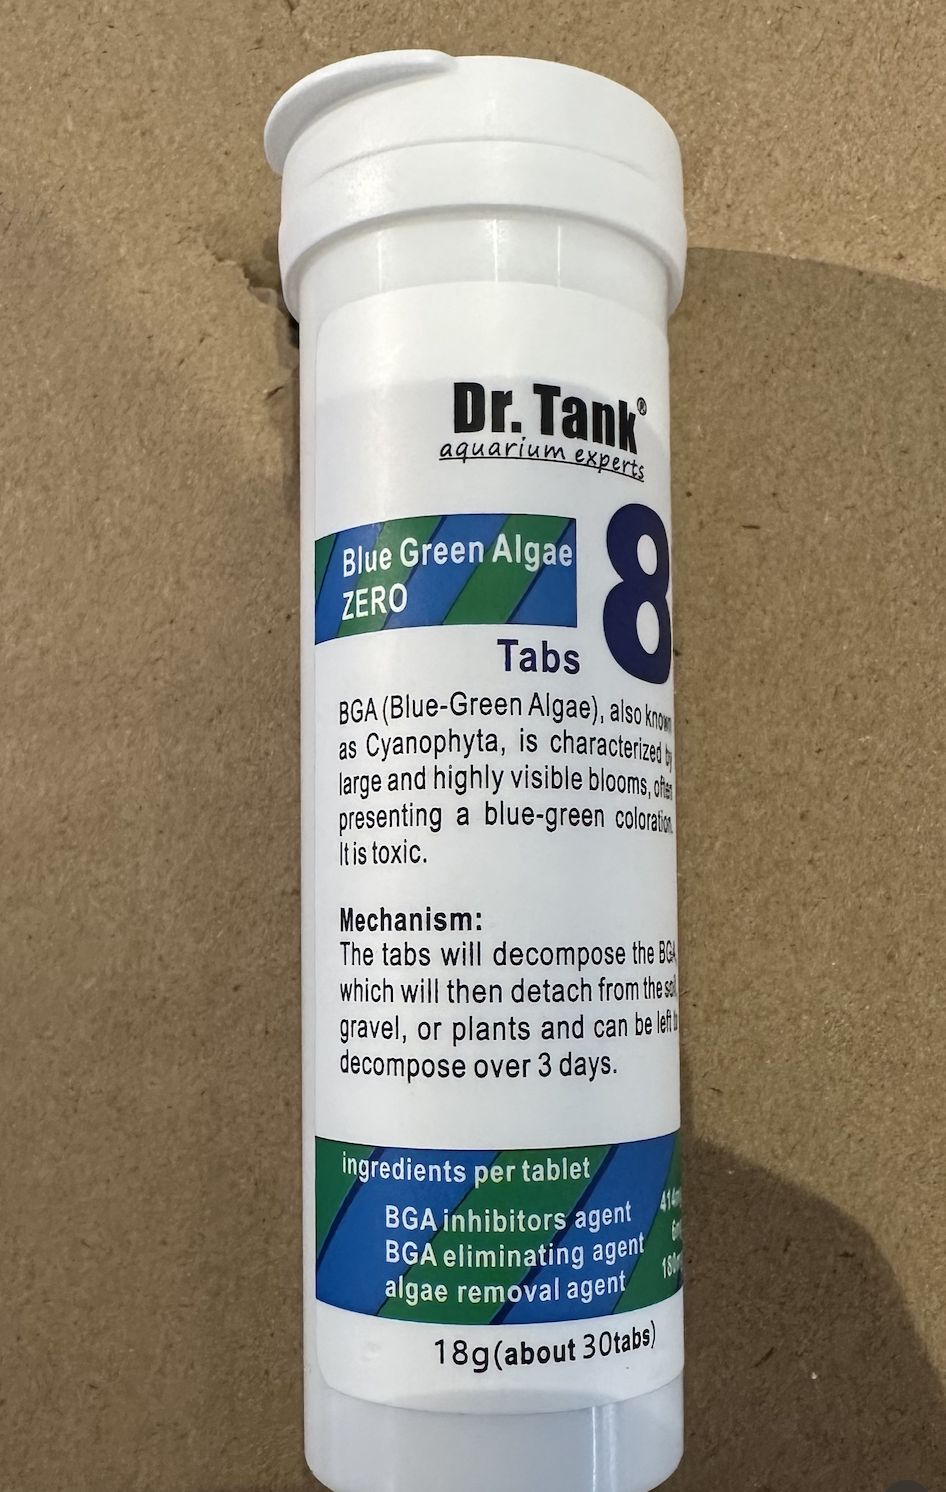 Dr. Tank®
aquarium experts
Blue Green Algae
ZERO
8
Tabs
BGA (Blue-Green Algae), also known
as Cyanophyta, is characterized by
large and highly visible blooms, often
presenting a blue-green coloration.
It is toxic.
Mechanism:
The tabs will decompose the BGA,
which will then detach from the soil,
gravel, or plants and can be left to
decompose over 3 days.
ingredients per tablet
BGA inhibitors agent
BGA eliminating agent
algae removal agent
18g(about 30tabs)